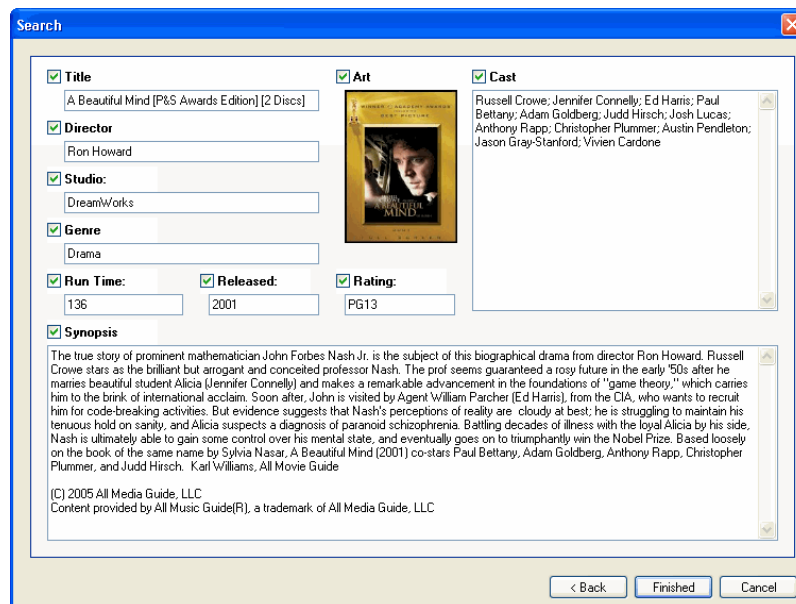 Search
Title
A Beautiful Mind [P&S Awards Edition] [2 Discs]
Director
Ron Howard
Studio:
DreamWorks
Genre
Drama
Run Time:
136
Released:
2001
Rating:
PG13
Art
WINNER ACADEMY AWARDS
BEST PICTURE
A BEAUTIFUL
MIND
Cast
Russell Crowe; Jennifer Connelly; Ed Harris; Paul
Bettany; Adam Goldberg; Judd Hirsch; Josh Lucas;
Anthony Rapp; Christopher Plummer; Austin Pendleton;
Jason Gray-Stanford; Vivien Cardone
Synopsis
The true story of prominent mathematician John Forbes Nash Jr. is the subject of this biographical drama from director Ron Howard. Russell
Crowe stars as the brilliant but arrogant and conceited professor Nash. The prof seems guaranteed a rosy future in the early '50s after he
marries beautiful student Alicia (Jennifer Connelly) and makes a remarkable advancement in the foundations of "game theory," which carries
him to the brink of international acclaim. Soon after, John is visited by Agent William Parcher (Ed Harris), from the CIA, who wants to recruit
him for code-breaking activities. But evidence suggests that Nash's perceptions of reality are  cloudy at best; he is struggling to maintain his
tenuous hold on sanity, and Alicia suspects a diagnosis of paranoid schizophrenia. Battling decades of illness with the loyal Alicia by his side,
Nash is ultimately able to gain some control over his mental state, and eventually goes on to triumphantly win the Nobel Prize. Based loosely
on the book of the same name by Sylvia Nasar, A Beautiful Mind (2001) co-stars Paul Bettany, Adam Goldberg, Anthony Rapp, Christopher
Plummer, and Judd Hirsch.  Karl Williams, All Movie Guide
(C) 2005 All Media Guide, LLC
Content provided by All Music Guide(R), a trademark of All Media Guide, LLC
< Back
Finished
Cancel